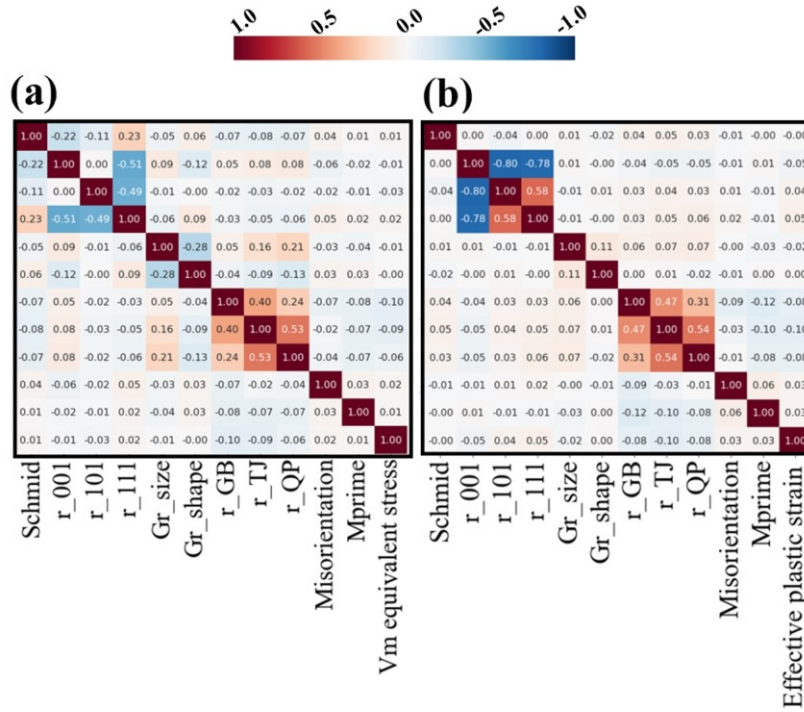 1.0 0.5 0.0 -0.5 -1.0
(a)
1.00 -0.22 -0.11 0.23 -0.05 0.06 -0.07 -0.08 -0.07 0.04 0.01 0.01
-0.22 1.00 0.00 -0.51 0.09 -0.12 0.05 0.08 0.08 -0.06 -0.02 -0.01
-0.11 0.00 1.00 -0.49 -0.01 -0.00 -0.02 -0.03 -0.02 -0.02 -0.01 -0.03
0.23 -0.51 -0.49 1.00 -0.06 0.09 -0.03 -0.05 -0.06 0.05 0.02 0.02
-0.05 0.09 -0.01 -0.06 1.00 -0.28 0.05 0.16 0.21 -0.03 -0.04 -0.01
0.06 -0.12 -0.00 0.09 -0.28 1.00 -0.04 -0.09 -0.13 0.03 0.03 -0.00
-0.07 0.05 -0.02 -0.03 0.05 -0.04 1.00 0.40 0.24 -0.07 -0.08 -0.10
-0.08 0.08 -0.03 -0.05 0.16 -0.09 0.40 1.00 0.53 -0.02 -0.07 -0.09
-0.07 0.08 -0.02 -0.06 0.21 -0.13 0.24 0.53 1.00 -0.04 -0.07 -0.06
0.04 -0.06 -0.02 0.05 -0.03 0.03 -0.07 -0.02 -0.04 1.00 0.03 0.02
0.01 -0.02 -0.01 0.02 -0.04 0.03 -0.08 -0.07 -0.07 0.03 1.00 0.01
0.01 -0.01 -0.03 0.02 -0.01 -0.00 -0.10 -0.09 -0.06 0.02 0.01 1.00
Schmid
r_001
r_101
r_111
Gr_size
Gr_shape
r_GB
r_TJ
r_QP
Misorientation
Mprime
Vm equivalent stress
(b)
1.00 0.00 -0.04 0.00 0.01 -0.02 0.04 0.05 0.03 -0.01 -0.00 -0.00
0.00 1.00 -0.80 -0.78 0.01 -0.00 -0.04 -0.05 -0.05 -0.00 0.01 -0.05
-0.04 -0.80 1.00 0.58 -0.01 0.01 0.03 0.04 0.03 -0.01 -0.01 0.04
0.00 -0.78 0.58 1.00 -0.01 -0.00 0.03 0.05 0.06 0.02 -0.01 0.05
0.01 0.01 -0.01 -0.01 1.00 0.11 0.06 0.07 0.07 -0.00 -0.03 -0.02
-0.02 -0.00 0.01 -0.00 0.11 1.00 0.00 0.01 -0.02 -0.01 0.00 0.00
0.04 -0.04 0.03 0.03 0.06 0.00 1.00 0.47 0.31 -0.09 -0.12 -0.08
0.05 -0.05 0.04 0.05 0.07 0.01 0.47 1.00 0.54 -0.03 -0.10 -0.10
0.03 -0.05 0.03 0.06 0.07 -0.02 0.31 0.54 1.00 -0.01 -0.08 -0.08
-0.01 -0.00 -0.01 0.02 -0.00 -0.01 -0.09 -0.03 -0.01 1.00 0.06 0.03
-0.00 0.01 -0.01 -0.01 -0.03 0.00 -0.12 -0.10 -0.08 0.06 1.00 0.03
-0.00 -0.05 0.04 0.05 -0.02 0.00 -0.08 -0.10 -0.08 0.03 0.03 1.00
Schmid
r_001
r_101
r_111
Gr_size
Gr_shape
r_GB
r_TJ
r_QP
Misorientation
Mprime
Effective plastic strain